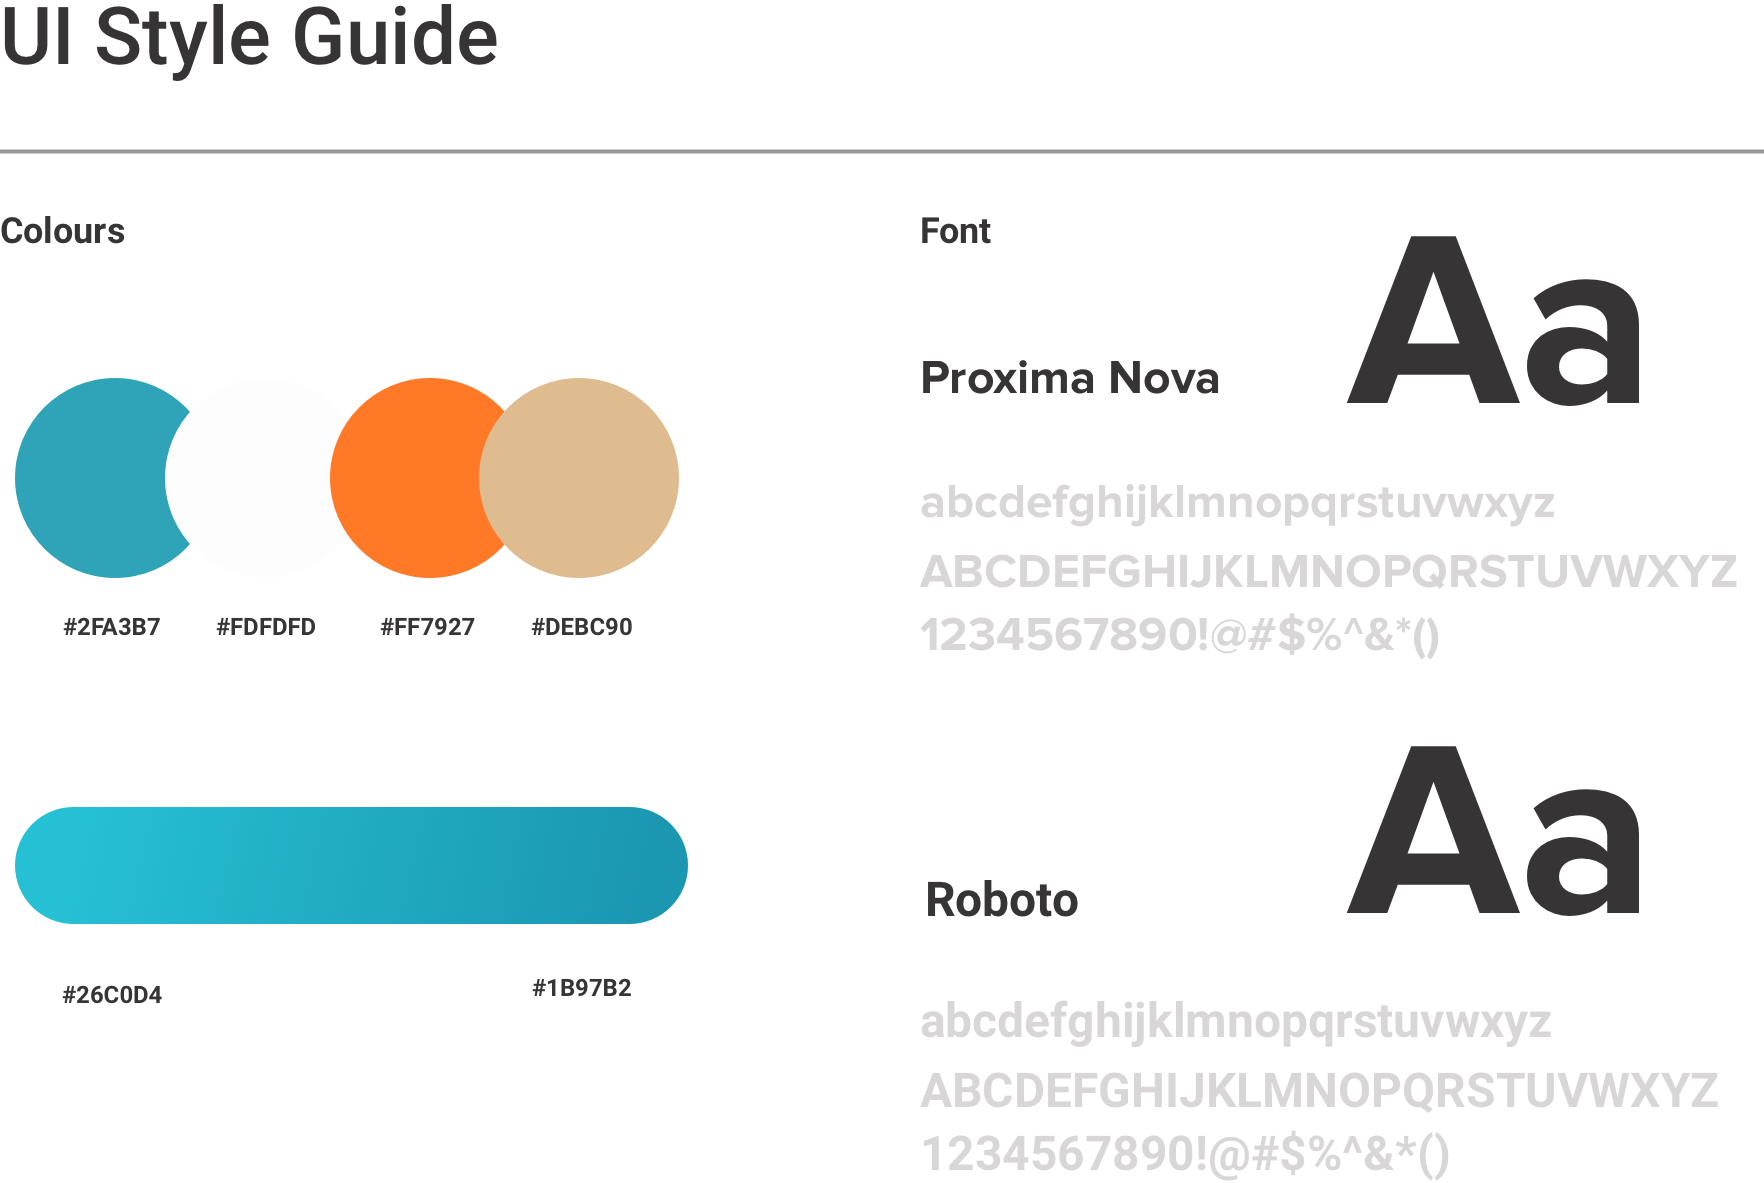 UI Style Guide
Colours
#2FA3B7 #FDFDFD #FF7927 #DEBC90
#26C0D4 #1B97B2
Font
Aa
Proxima Nova
abcdefghijklmnopqrstuvwxyz
ABCDEFGHIJKLMNOPQRSTUVWXYZ
1234567890!@#$%^&*()
Aa
Roboto
abcdefghijklmnopqrstuvwxyz
ABCDEFGHIJKLMNOPQRSTUVWXYZ
1234567890!@#$%^&*()